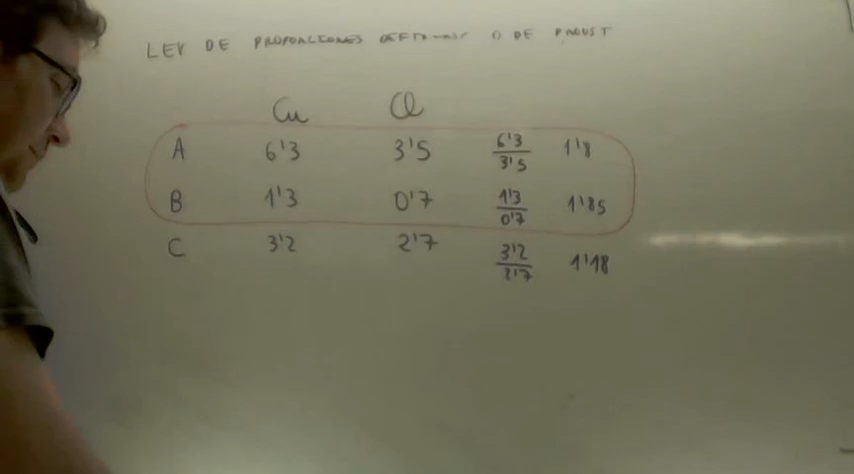 LEY DE PROPORCIONES O DE PROUST
Cu Cl
A 6'3 3'5 6'3/3'5 1'8
B 1'3 0'7 1'3/0'7 1'85
C 3'2 2'7 3'2/2'7 1'18